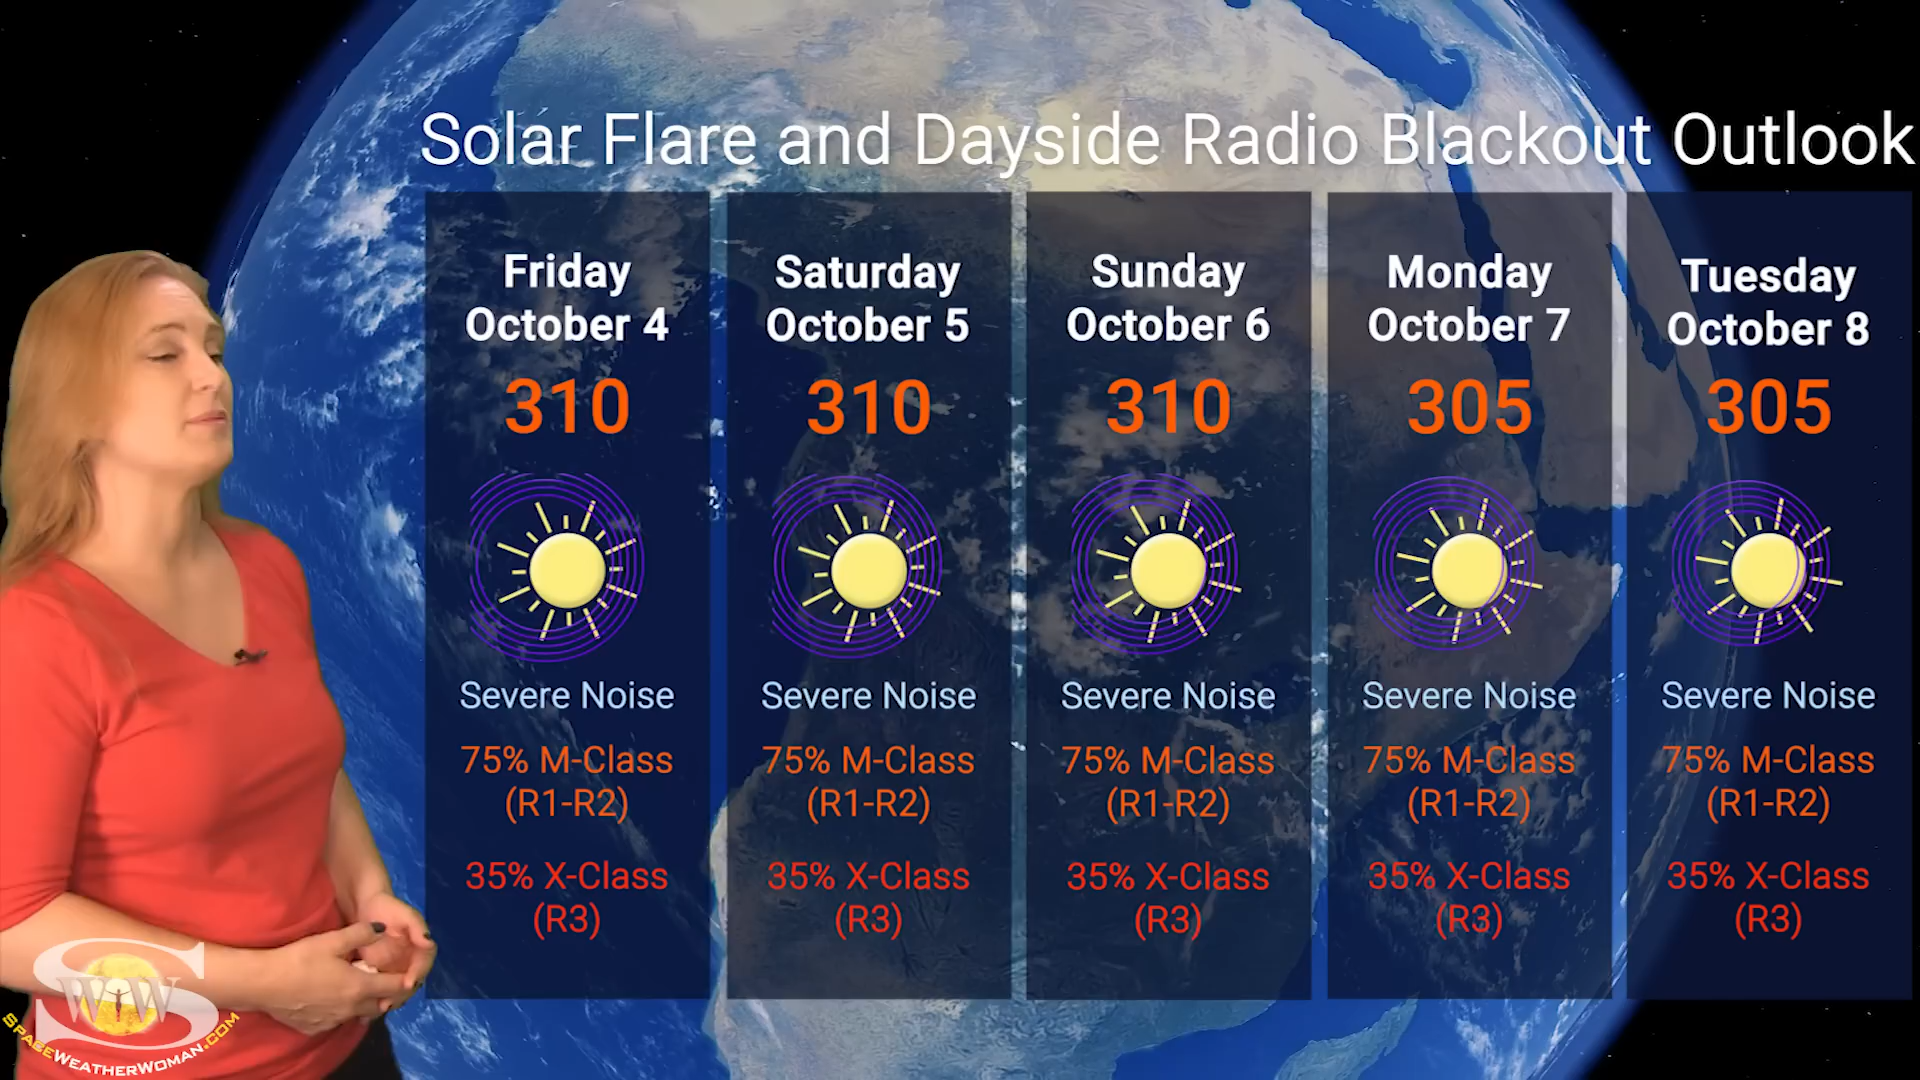 Solar Flare and Dayside Radio Blackout Outlook
Friday
October 4
310
Severe Noise
75% M-Class
(R1-R2)
35% X-Class
(R3)
Saturday
October 5
310
Severe Noise
75% M-Class
(R1-R2)
35% X-Class
(R3)
Sunday
October 6
310
Severe Noise
75% M-Class
(R1-R2)
35% X-Class
(R3)
Monday
October 7
305
Severe Noise
75% M-Class
(R1-R2)
35% X-Class
(R3)
Tuesday
October 8
305
Severe Noise
75% M-Class
(R1-R2)
35% X-Class
(R3)
SWW
SPACEWEATHERWOMAN.COM